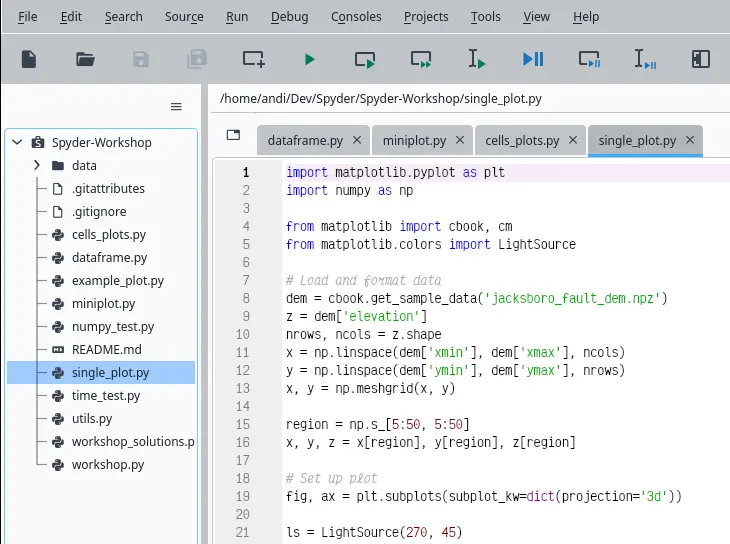 File Edit Search Source Run Debug Consoles Projects Tools View Help
/home/andi/Dev/Spyder/Spyder-Workshop/single_plot.py
dataframe.py miniplot.py cells_plots.py single_plot.py
Spyder-Workshop
data
.gitattributes
.gitignore
cells_plots.py
dataframe.py
example_plot.py
miniplot.py
numpy_test.py
README.md
single_plot.py
time_test.py
utils.py
workshop_solutions.p
workshop.py
1 import matplotlib.pyplot as plt
2 import numpy as np
3
4 from matplotlib import cbook, cm
5 from matplotlib.colors import LightSource
6
7 # Load and format data
8 dem = cbook.get_sample_data('jacksboro_fault_dem.npz')
9 z = dem['elevation']
10 nrows, ncols = z.shape
11 x = np.linspace(dem['xmin'], dem['xmax'], ncols)
12 y = np.linspace(dem['ymin'], dem['ymax'], nrows)
13 x, y = np.meshgrid(x, y)
14
15 region = np.s_[5:50, 5:50]
16 x, y, z = x[region], y[region], z[region]
17
18 # Set up plot
19 fig, ax = plt.subplots(subplot_kw=dict(projection='3d'))
20
21 ls = LightSource(270, 45)